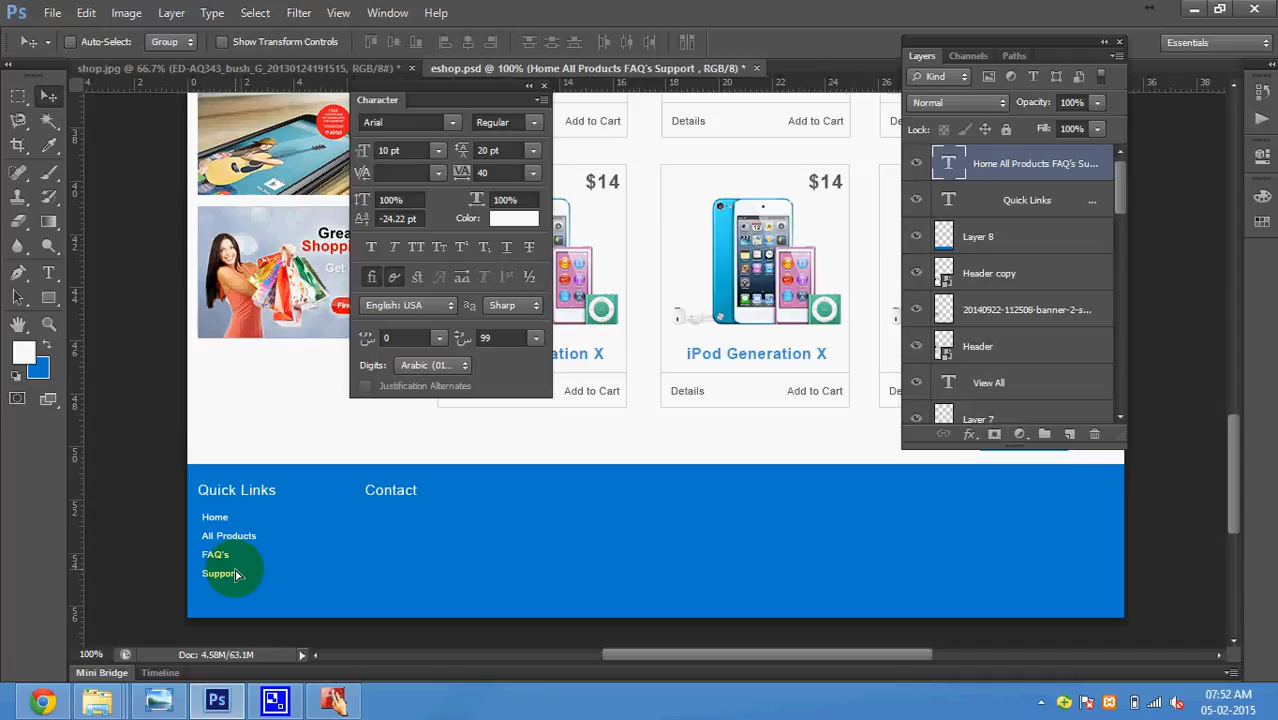 Ps File Edit Image Layer Type Select Filter View Window Help
Auto-Select: Group Show Transform Controls Essentials
shop.jpg @ 66.7% (ED-AQ343_bush_G_20130124191515, RGB/8#) * × eshop.psd @ 100% (Home All Products FAQ's Support , RGB/8) * ×
Character
Arial Regular
10 pt 20 pt
40
100% 100%
-24.22 pt Color:
English: USA Sharp
0 99
Digits: Arabic (01...
Justification Alternates
Layers Channels Paths
Kind
Normal Opacity: 100%
Lock: Fill: 100%
Home All Products FAQ's Su...
Quick Links ...
Layer 8
Header copy
20140922-112508-banner-2-s...
Header
View All
Layer 7
Add to Cart Details Add to Cart
$14 $14
Grea
Shoppi
Get
ation X iPod Generation X
Add to Cart Details Add to Cart
Quick Links Contact
Home
All Products
FAQ's
Support
100% Doc: 4.58M/63.1M
Mini Bridge Timeline
07:52 AM
05-02-2015